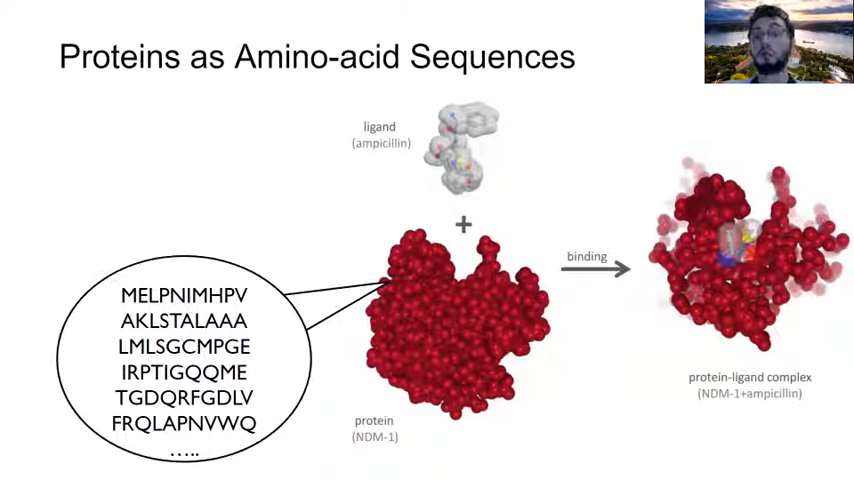 Proteins as Amino-acid Sequences
ligand
(ampicillin)
+
binding
MELPNIMHPV
AKLSTALAAA
LMLSGCMPGE
IRPTIGQQME
TGDQRFGDLV
FRQLAPNVWQ
.....
protein
(NDM-1)
protein-ligand complex
(NDM-1+ampicillin)